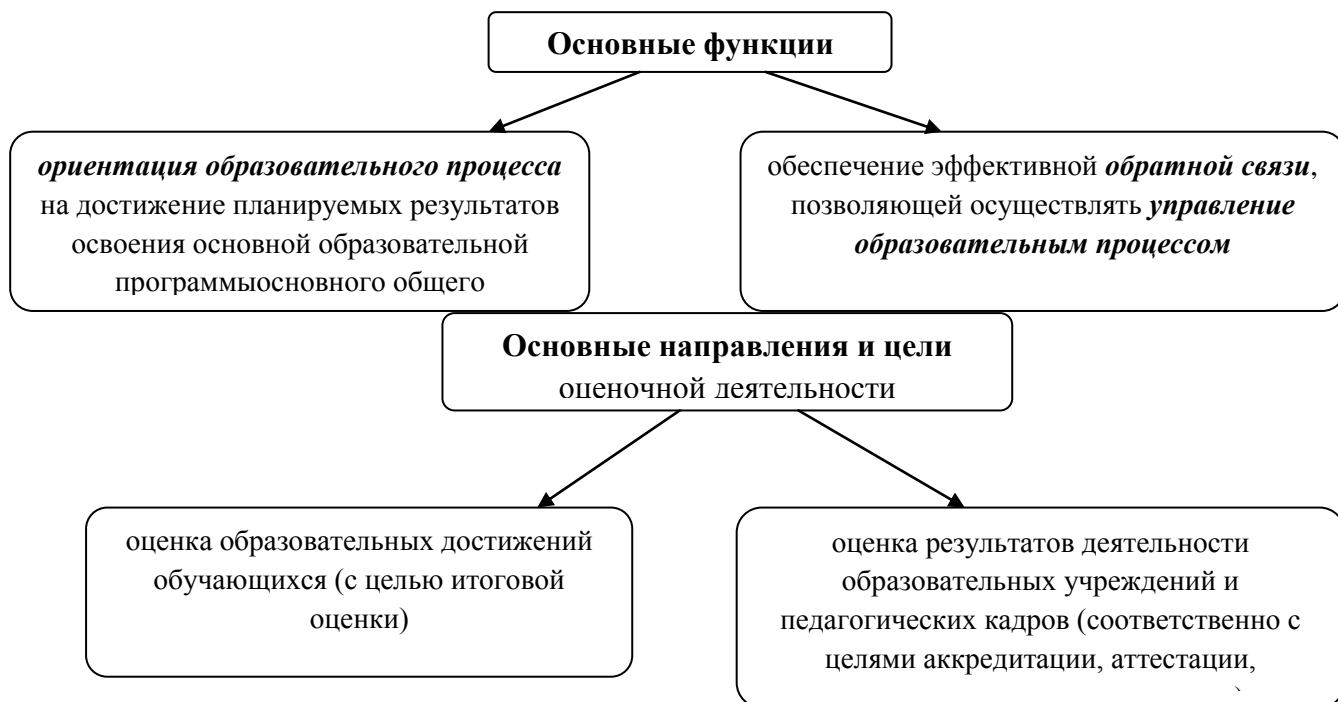 Основные функции
ориентация образовательного процесса
на достижение планируемых результатов
освоения основной образовательной
программыосновного общего
обеспечение эффективной обратной связи,
позволяющей осуществлять управление
образовательным процессом
Основные направления и цели
оценочной деятельности
оценка образовательных достижений
обучающихся (с целью итоговой
оценки)
оценка результатов деятельности
образовательных учреждений и
педагогических кадров (соответственно с
целями аккредитации, аттестации,